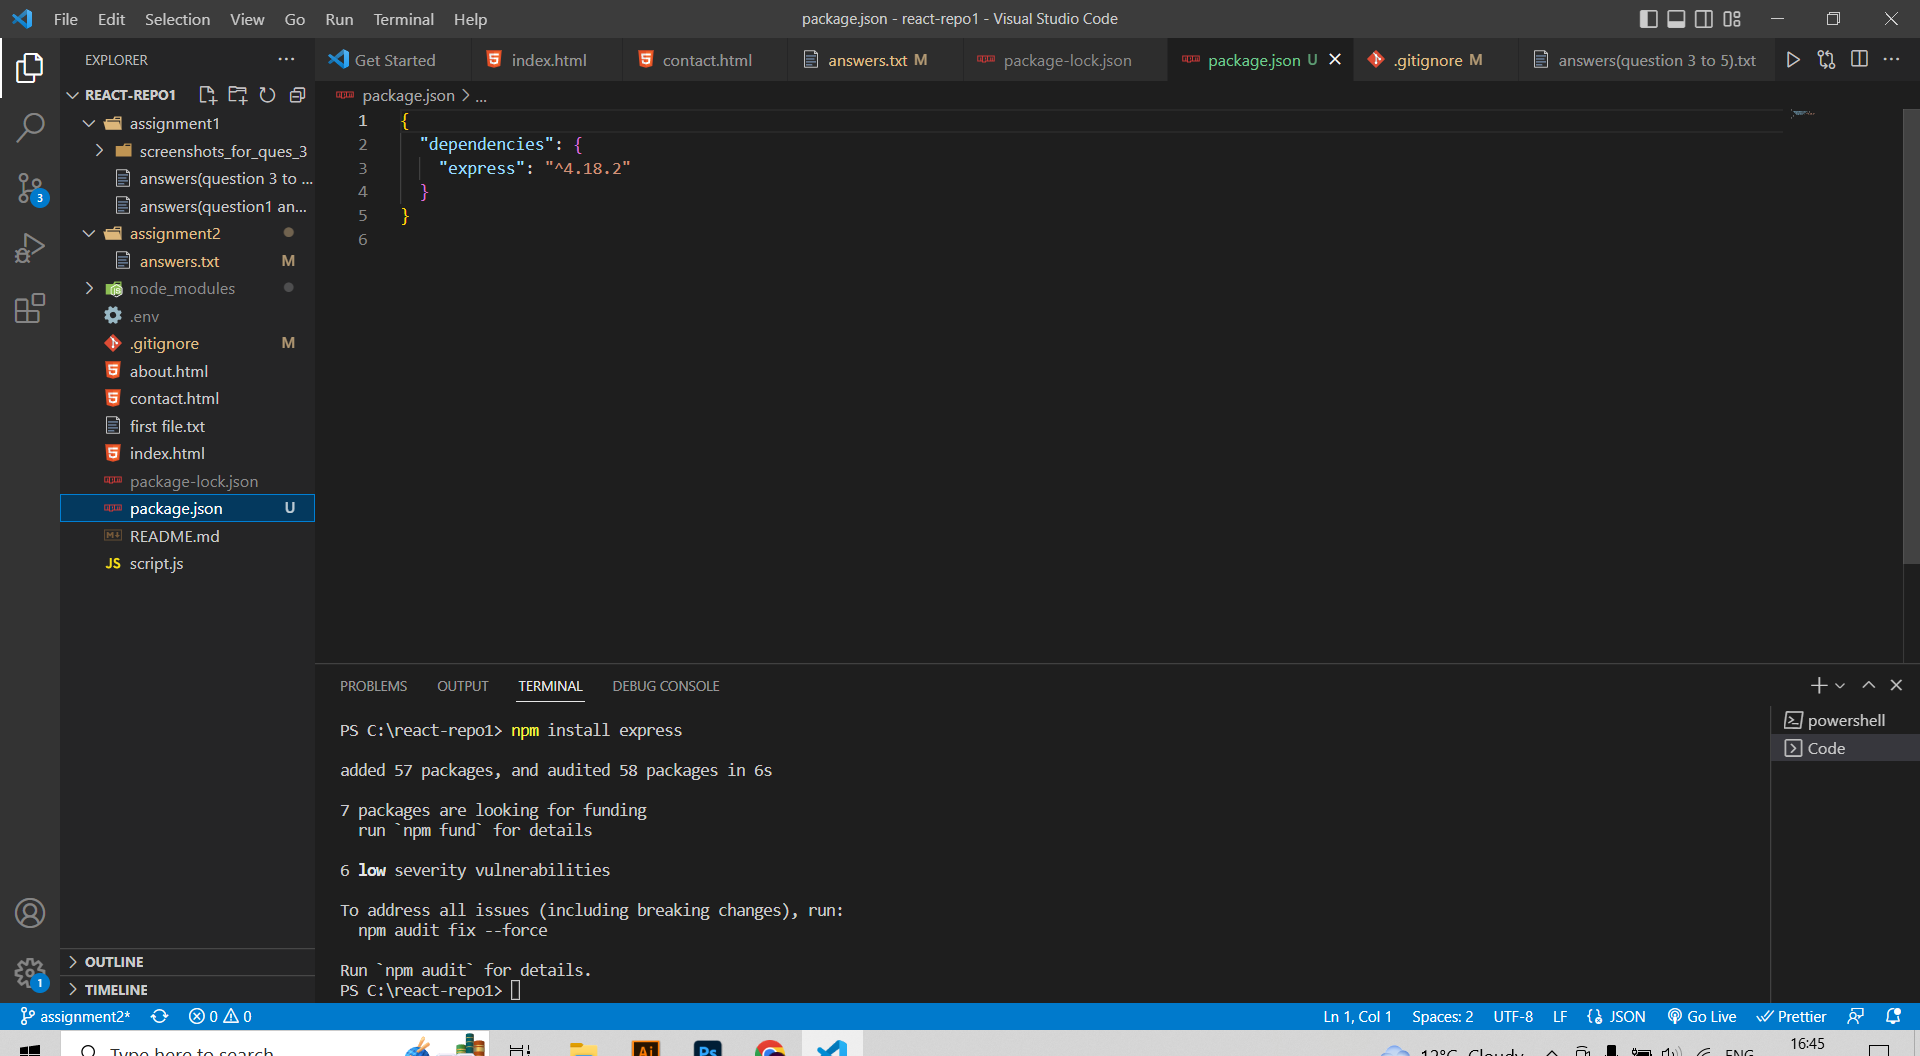 File Edit Selection View Go Run Terminal Help
package.json - react-repo1 - Visual Studio Code
EXPLORER
Get Started
index.html
contact.html
answers.txt M
package-lock.json
package.json U
.gitignore M
answers(question 3 to 5).txt
REACT-REPO1
assignment1
screenshots_for_ques_3
answers(question 3 to ...
answers(question1 an...
assignment2
answers.txt M
node_modules
.env
.gitignore M
about.html
contact.html
first file.txt
index.html
package-lock.json
package.json U
README.md
JS script.js
OUTLINE
TIMELINE
3
1
package.json > ...
1 {
2 "dependencies": {
3 "express": "^4.18.2"
4 }
5 }
6
PROBLEMS OUTPUT TERMINAL DEBUG CONSOLE
PS C:\react-repo1> npm install express
added 57 packages, and audited 58 packages in 6s
7 packages are looking for funding
run `npm fund` for details
6 low severity vulnerabilities
To address all issues (including breaking changes), run:
npm audit fix --force
Run `npm audit` for details.
PS C:\react-repo1>
powershell
Code
assignment2* 0 0
Ln 1, Col 1 Spaces: 2 UTF-8 LF JSON Go Live Prettier
Type here to search
Ai
Ps
12°C Cloudy
ENG
16:45